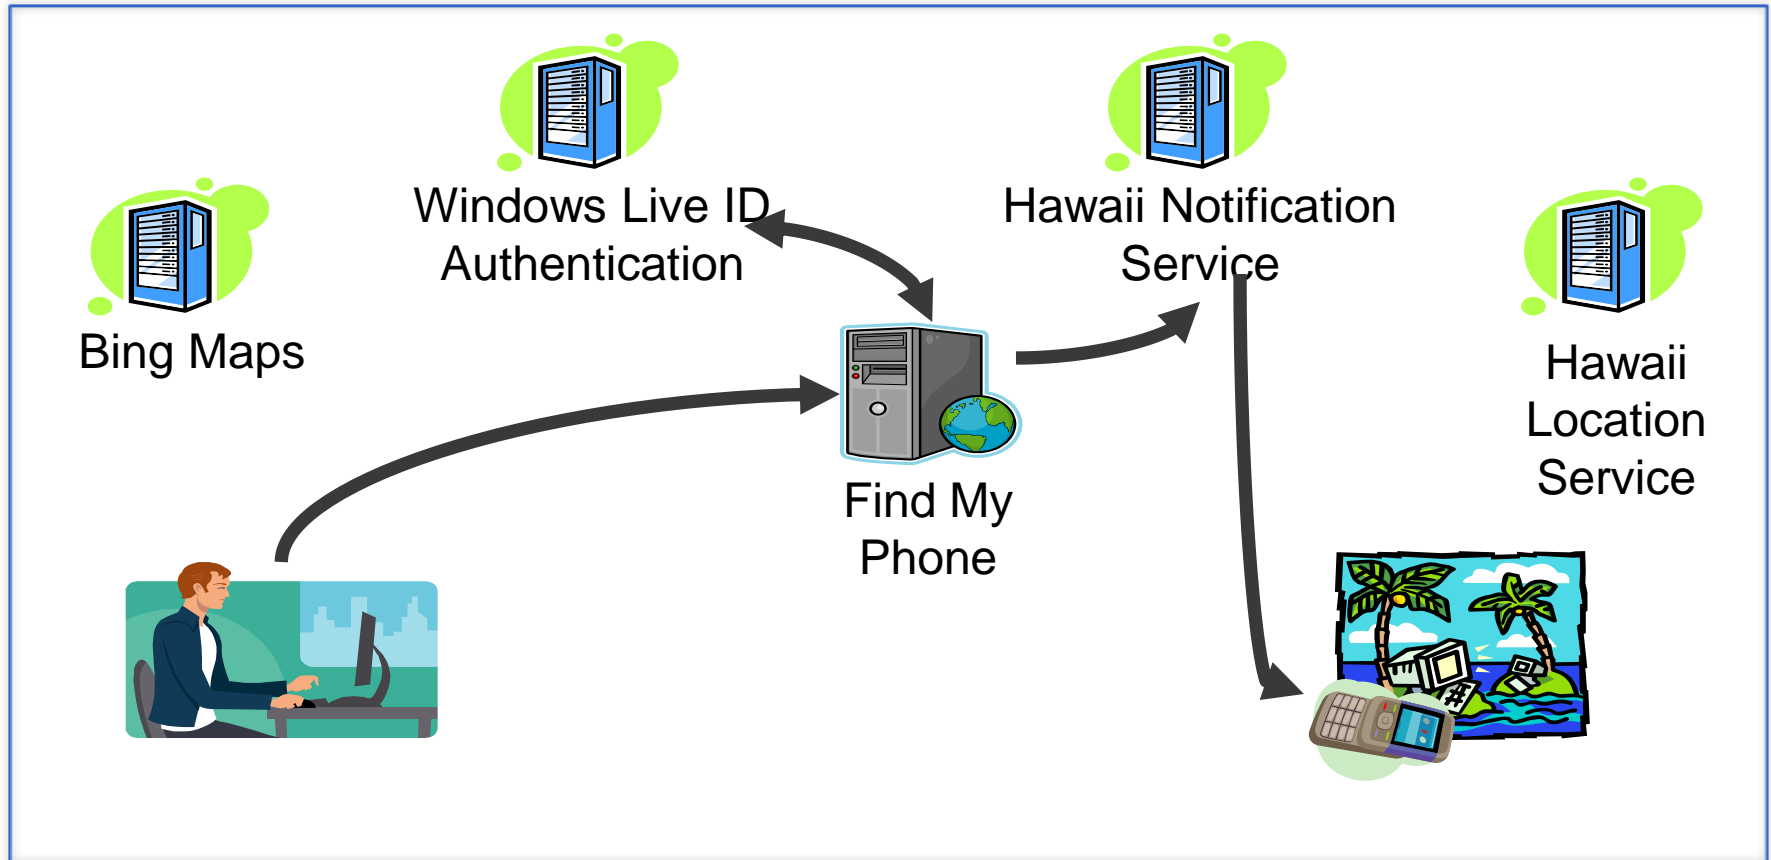 Windows Live ID
Authentication
Hawaii Notification
Service
Bing Maps
Hawaii
Location
Service
Find My
Phone